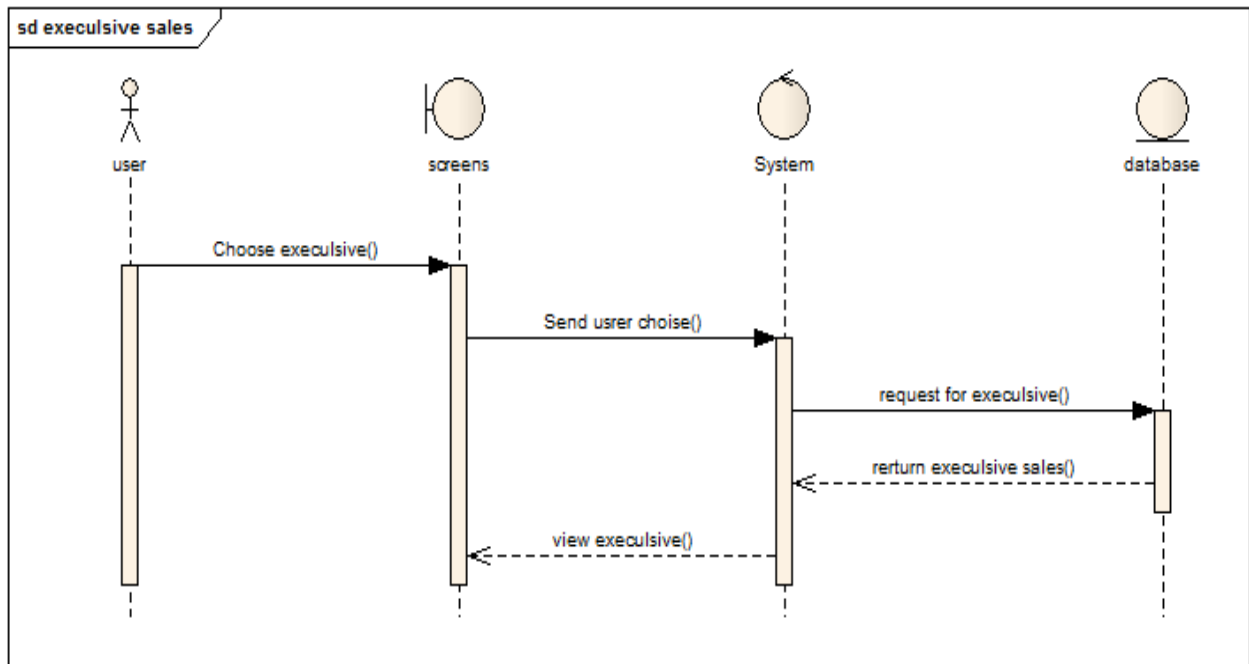 sd execulsive sales
user
screens
System
database
Choose execulsive()
Send usrer choise()
request for execulsive()
rerturn execulsive sales()
view execulsive()